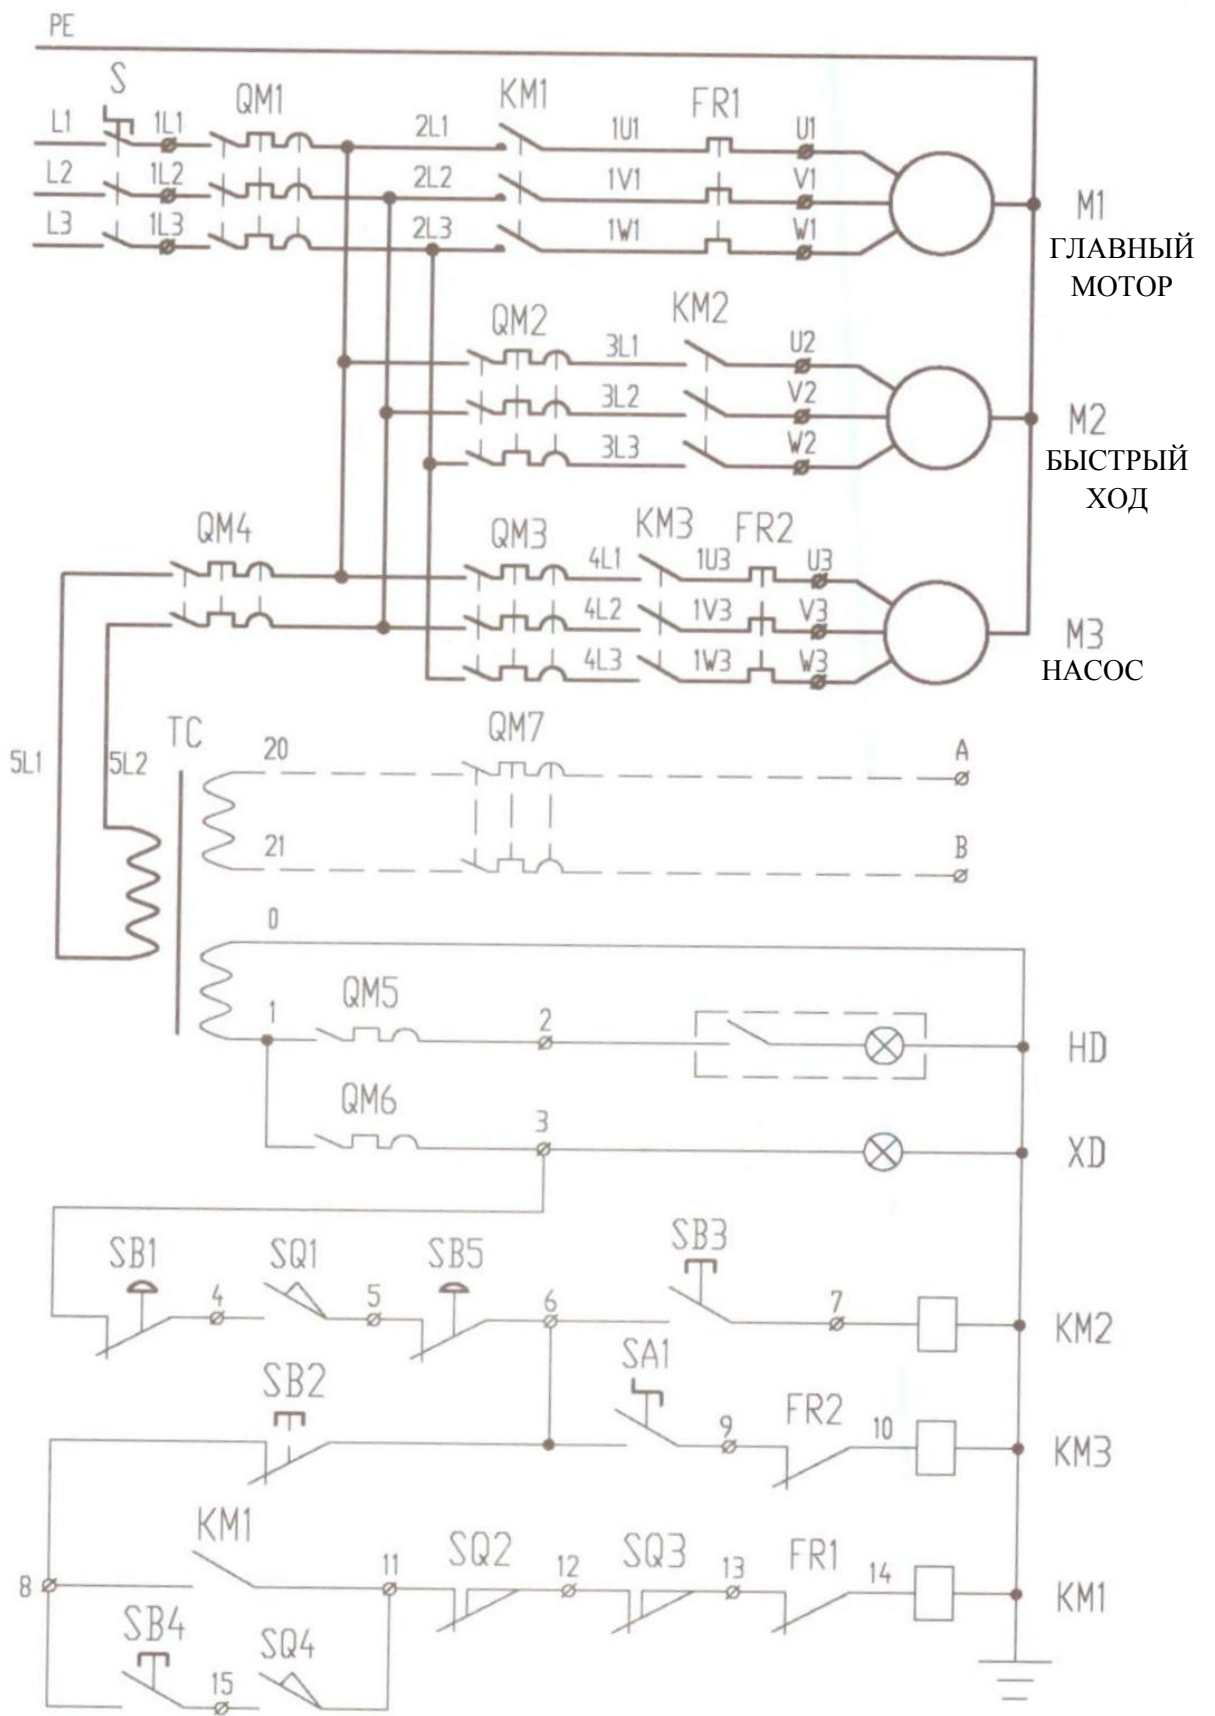 PE
S
QM1
KM1
FR1
L1
1L1
2L1
1U1
U1
L2
1L2
2L2
1V1
V1
M1
L3
1L3
2L3
1W1
W1
ГЛАВНЫЙ
МОТОР
QM2
KM2
3L1
U2
3L2
V2
M2
3L3
W2
БЫСТРЫЙ
ХОД
QM4
QM3
KM3
FR2
4L1
1U3
U3
4L2
1V3
V3
M3
4L3
1W3
W3
НАСОС
TC
20
QM7
A
5L1
5L2
21
B
0
1
QM5
2
HD
QM6
3
XD
SB1
SQ1
SB5
SB3
4
5
6
7
KM2
SB2
SA1
FR2
9
10
KM3
KM1
SQ2
SQ3
FR1
8
11
12
13
14
KM1
SB4
SQ4
15